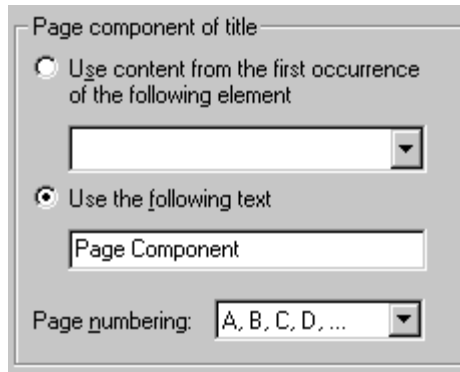 Page component of title
Use content from the first occurrence
of the following element
Use the following text
Page Component
Page numbering: A, B, C, D, ...